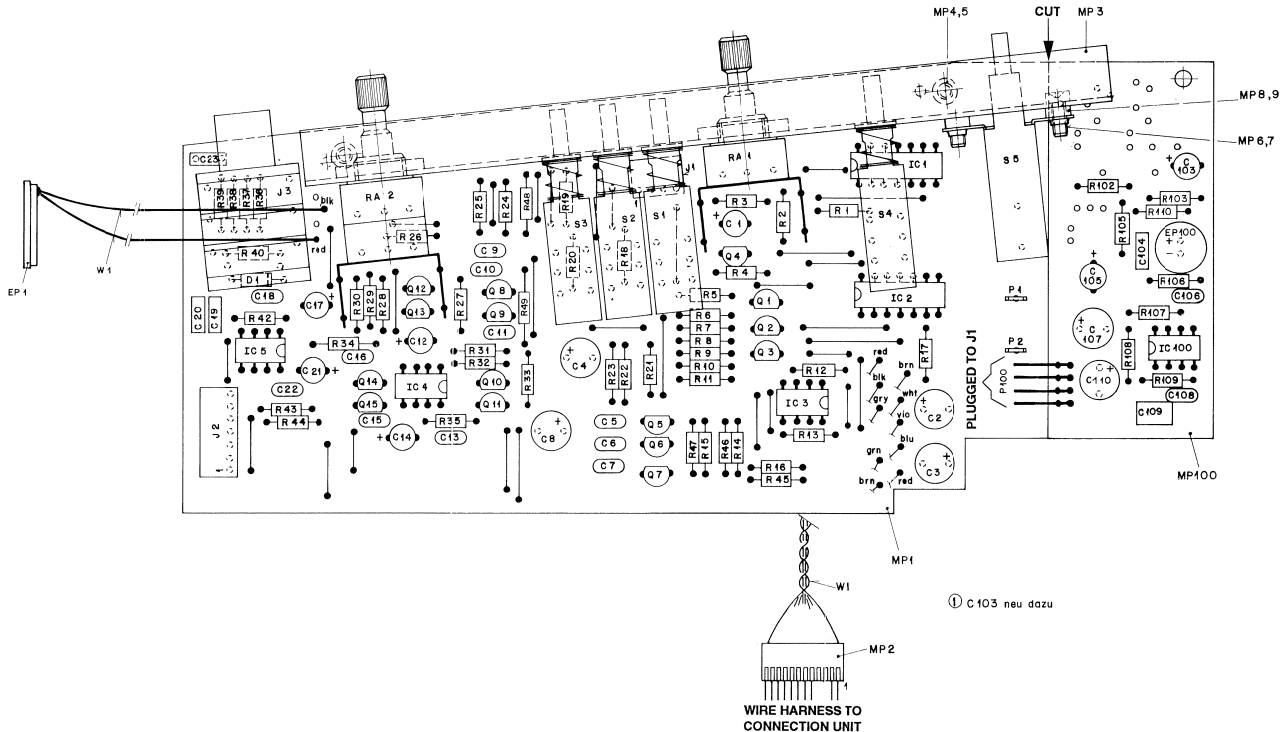 MP4,5
CUT
MP3
MP8,9
MP6,7
C23
J3
R39
R38
R37
R36
blk
red
R40
D1
RA 2
R26
R25
R24
R48
R19
S3
S2
S1
J1
RA 1
R3
C1
R2
Q4
R4
R1
S4
IC1
S5
C 103
R102
R103
R110
R105
C104
EP100
R106
C 105
C106
W1
EP1
C20
C19
C18
C17
R42
IC5
C21
C22
R43
R44
J2
1
C9
C10
R30
R29
R28
Q12
Q13
R27
Q8
Q9
C11
R49
R20
R18
R5
R6
R7
R8
R9
R10
R11
Q1
Q2
Q3
IC2
P1
P2
P100
R107
C 107
R108
IC100
R109
C110
C108
C109
R34
C16
C12
R31
R32
R33
Q14
Q15
IC4
Q10
Q11
C15
C14
R35
C13
C4
R23
R22
R21
R12
IC3
R13
R17
red
brn
blk
wht
gry
vio
blu
grn
brn
red
C2
C3
PLUGGED TO J1
C8
C5
C6
C7
Q5
Q6
Q7
R47
R15
R46
R14
R16
R45
MP100
MP1
W1
1 C103 neu dazu
MP2
1
WIRE HARNESS TO
CONNECTION UNIT